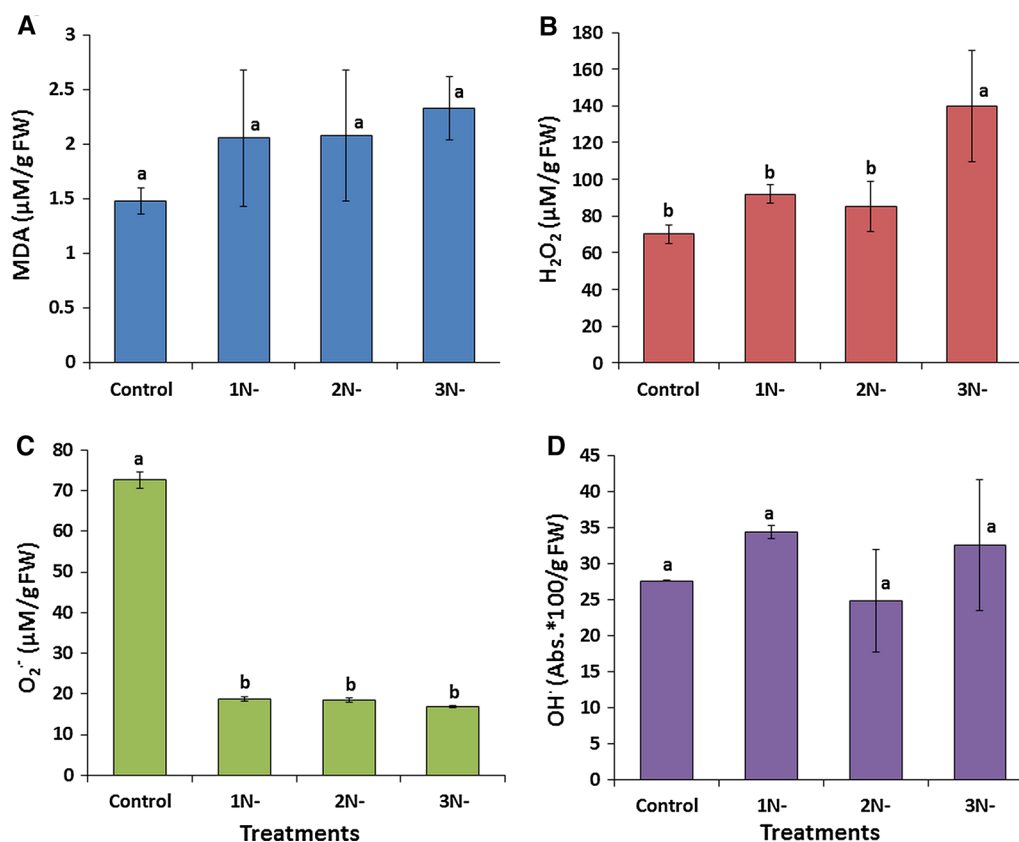 A
MDA (µM/g FW)
3
2.5
2
1.5
1
0.5
0
a
a
a
a
Control
1N-
2N-
3N-
B
H₂O₂ (µM/g FW)
180
160
140
120
100
80
60
40
20
0
b
b
b
a
Control
1N-
2N-
3N-
C
O₂˙⁻ (µM/g FW)
80
70
60
50
40
30
20
10
0
a
b
b
b
Control
1N-
2N-
3N-
Treatments
D
OH˙ (Abs.*100/g FW)
45
40
35
30
25
20
15
10
5
0
a
a
a
a
Control
1N-
2N-
3N-
Treatments